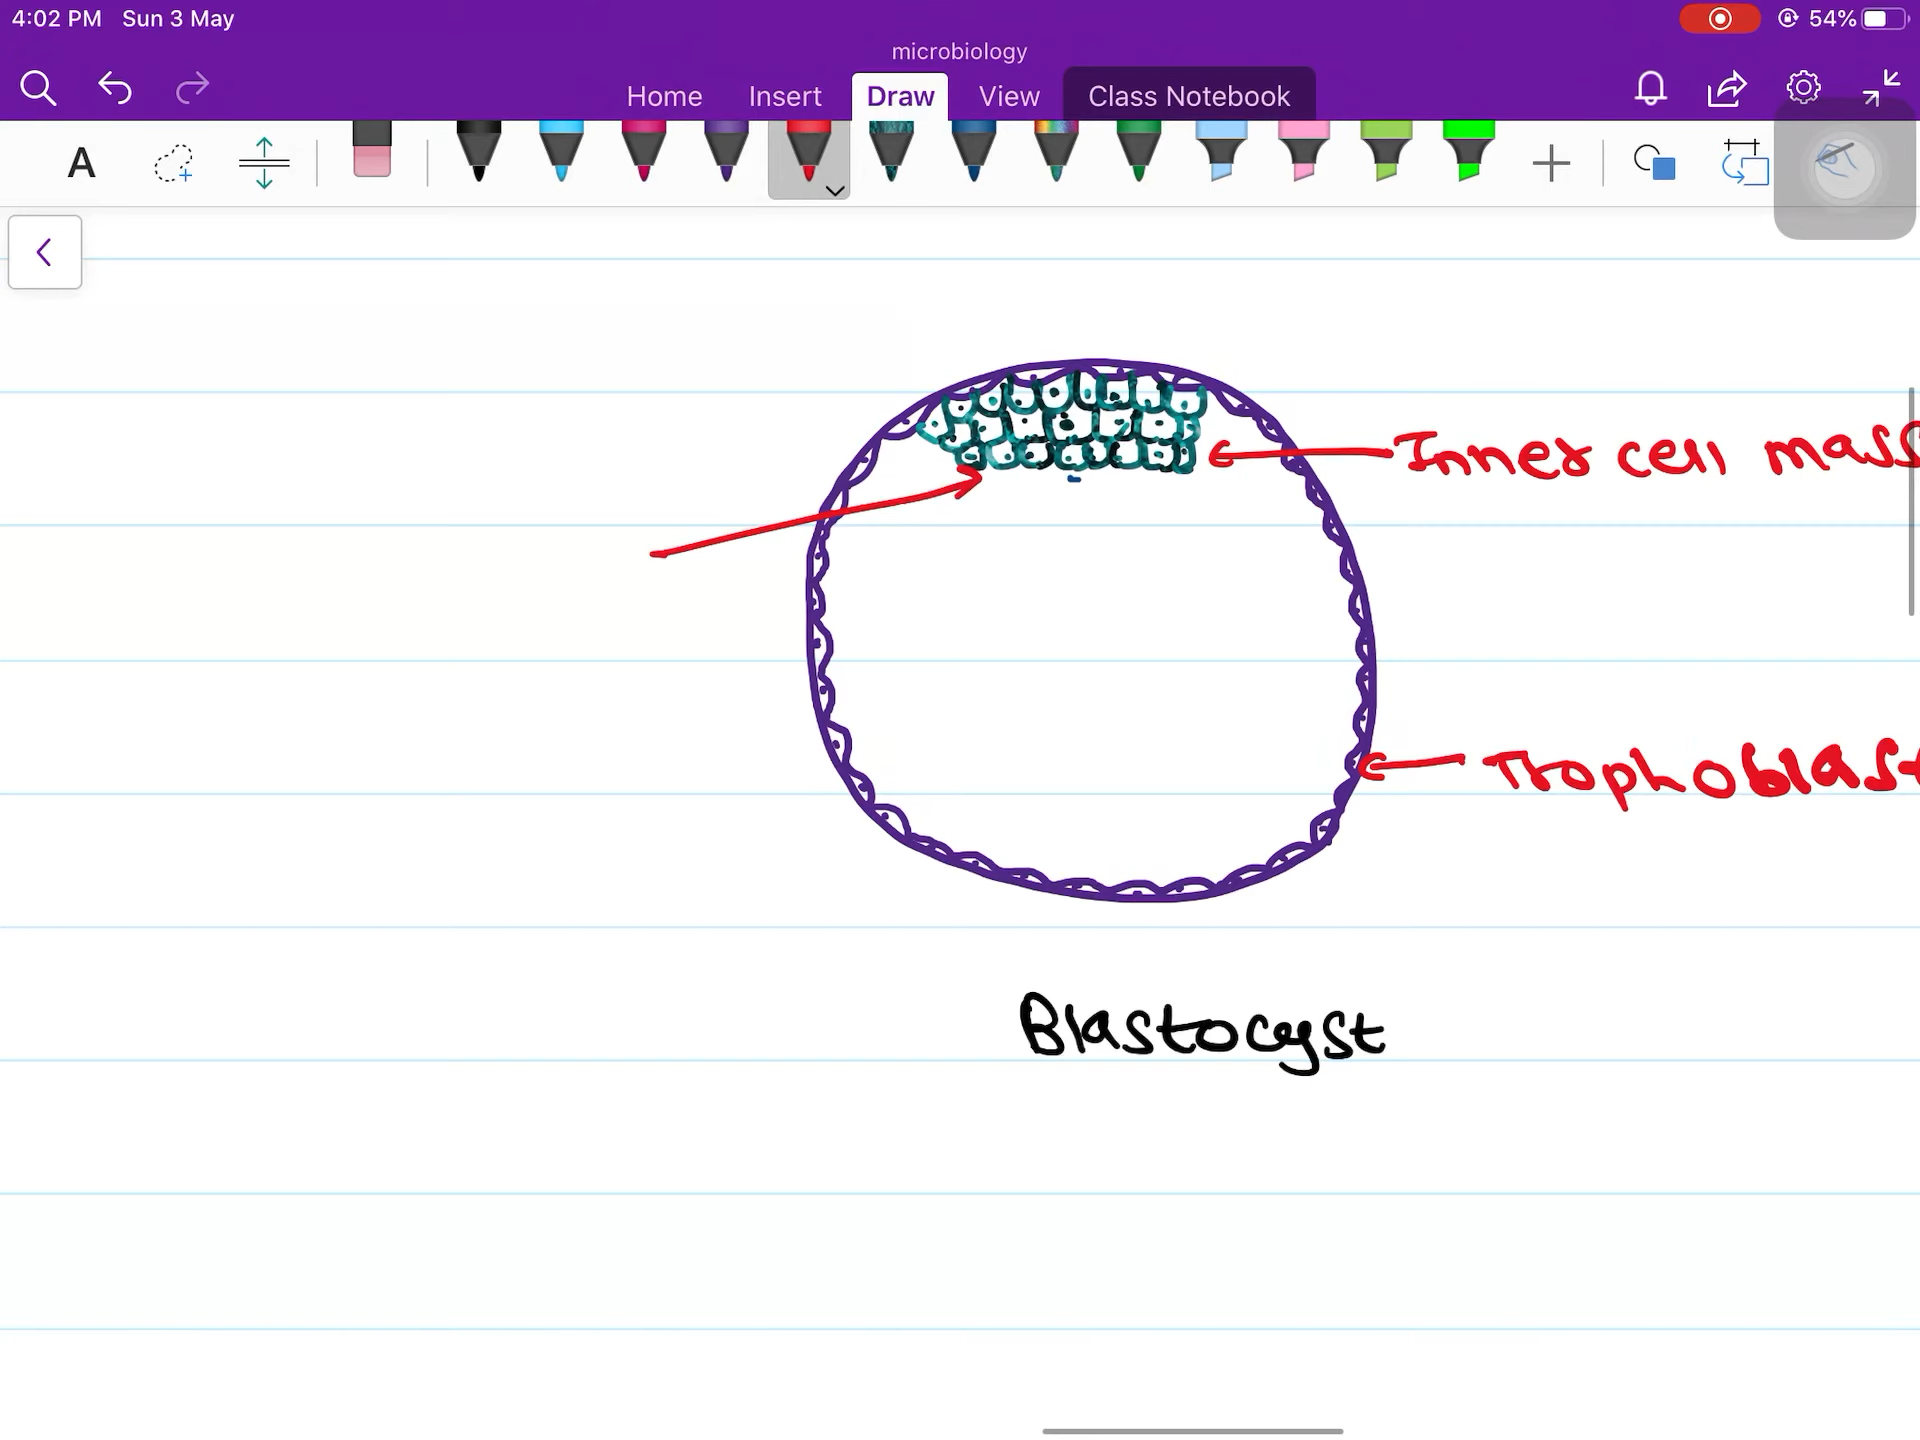 4:02 PM Sun 3 May
54%
microbiology
Home Insert Draw View Class Notebook
A
Inner cell mass
Trophoblast
Blastocyst